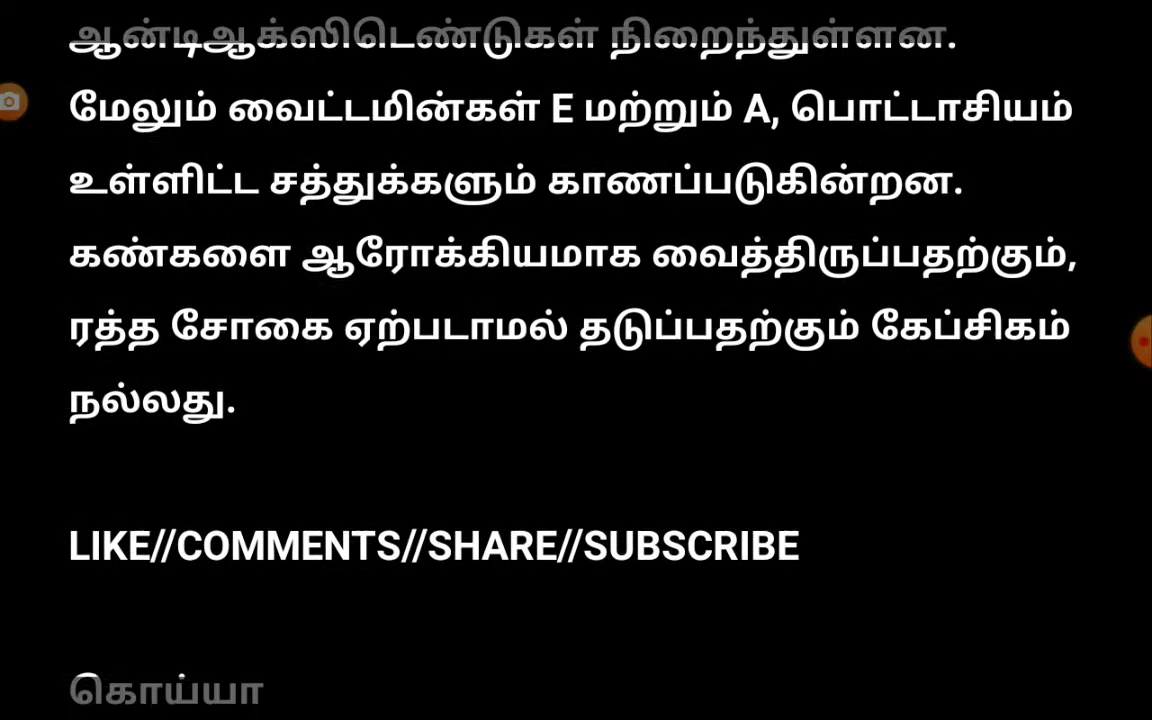 ஆன்டிஆக்ஸிடெண்டுகள் நிறைந்துள்ளன.
மேலும் வைட்டமின்கள் E மற்றும் A, பொட்டாசியம்
உள்ளிட்ட சத்துக்களும் காணப்படுகின்றன.
கண்களை ஆரோக்கியமாக வைத்திருப்பதற்கும்,
ரத்த சோகை ஏற்படாமல் தடுப்பதற்கும் கேப்சிகம்
நல்லது.
LIKE//COMMENTS//SHARE//SUBSCRIBE
கொய்யா